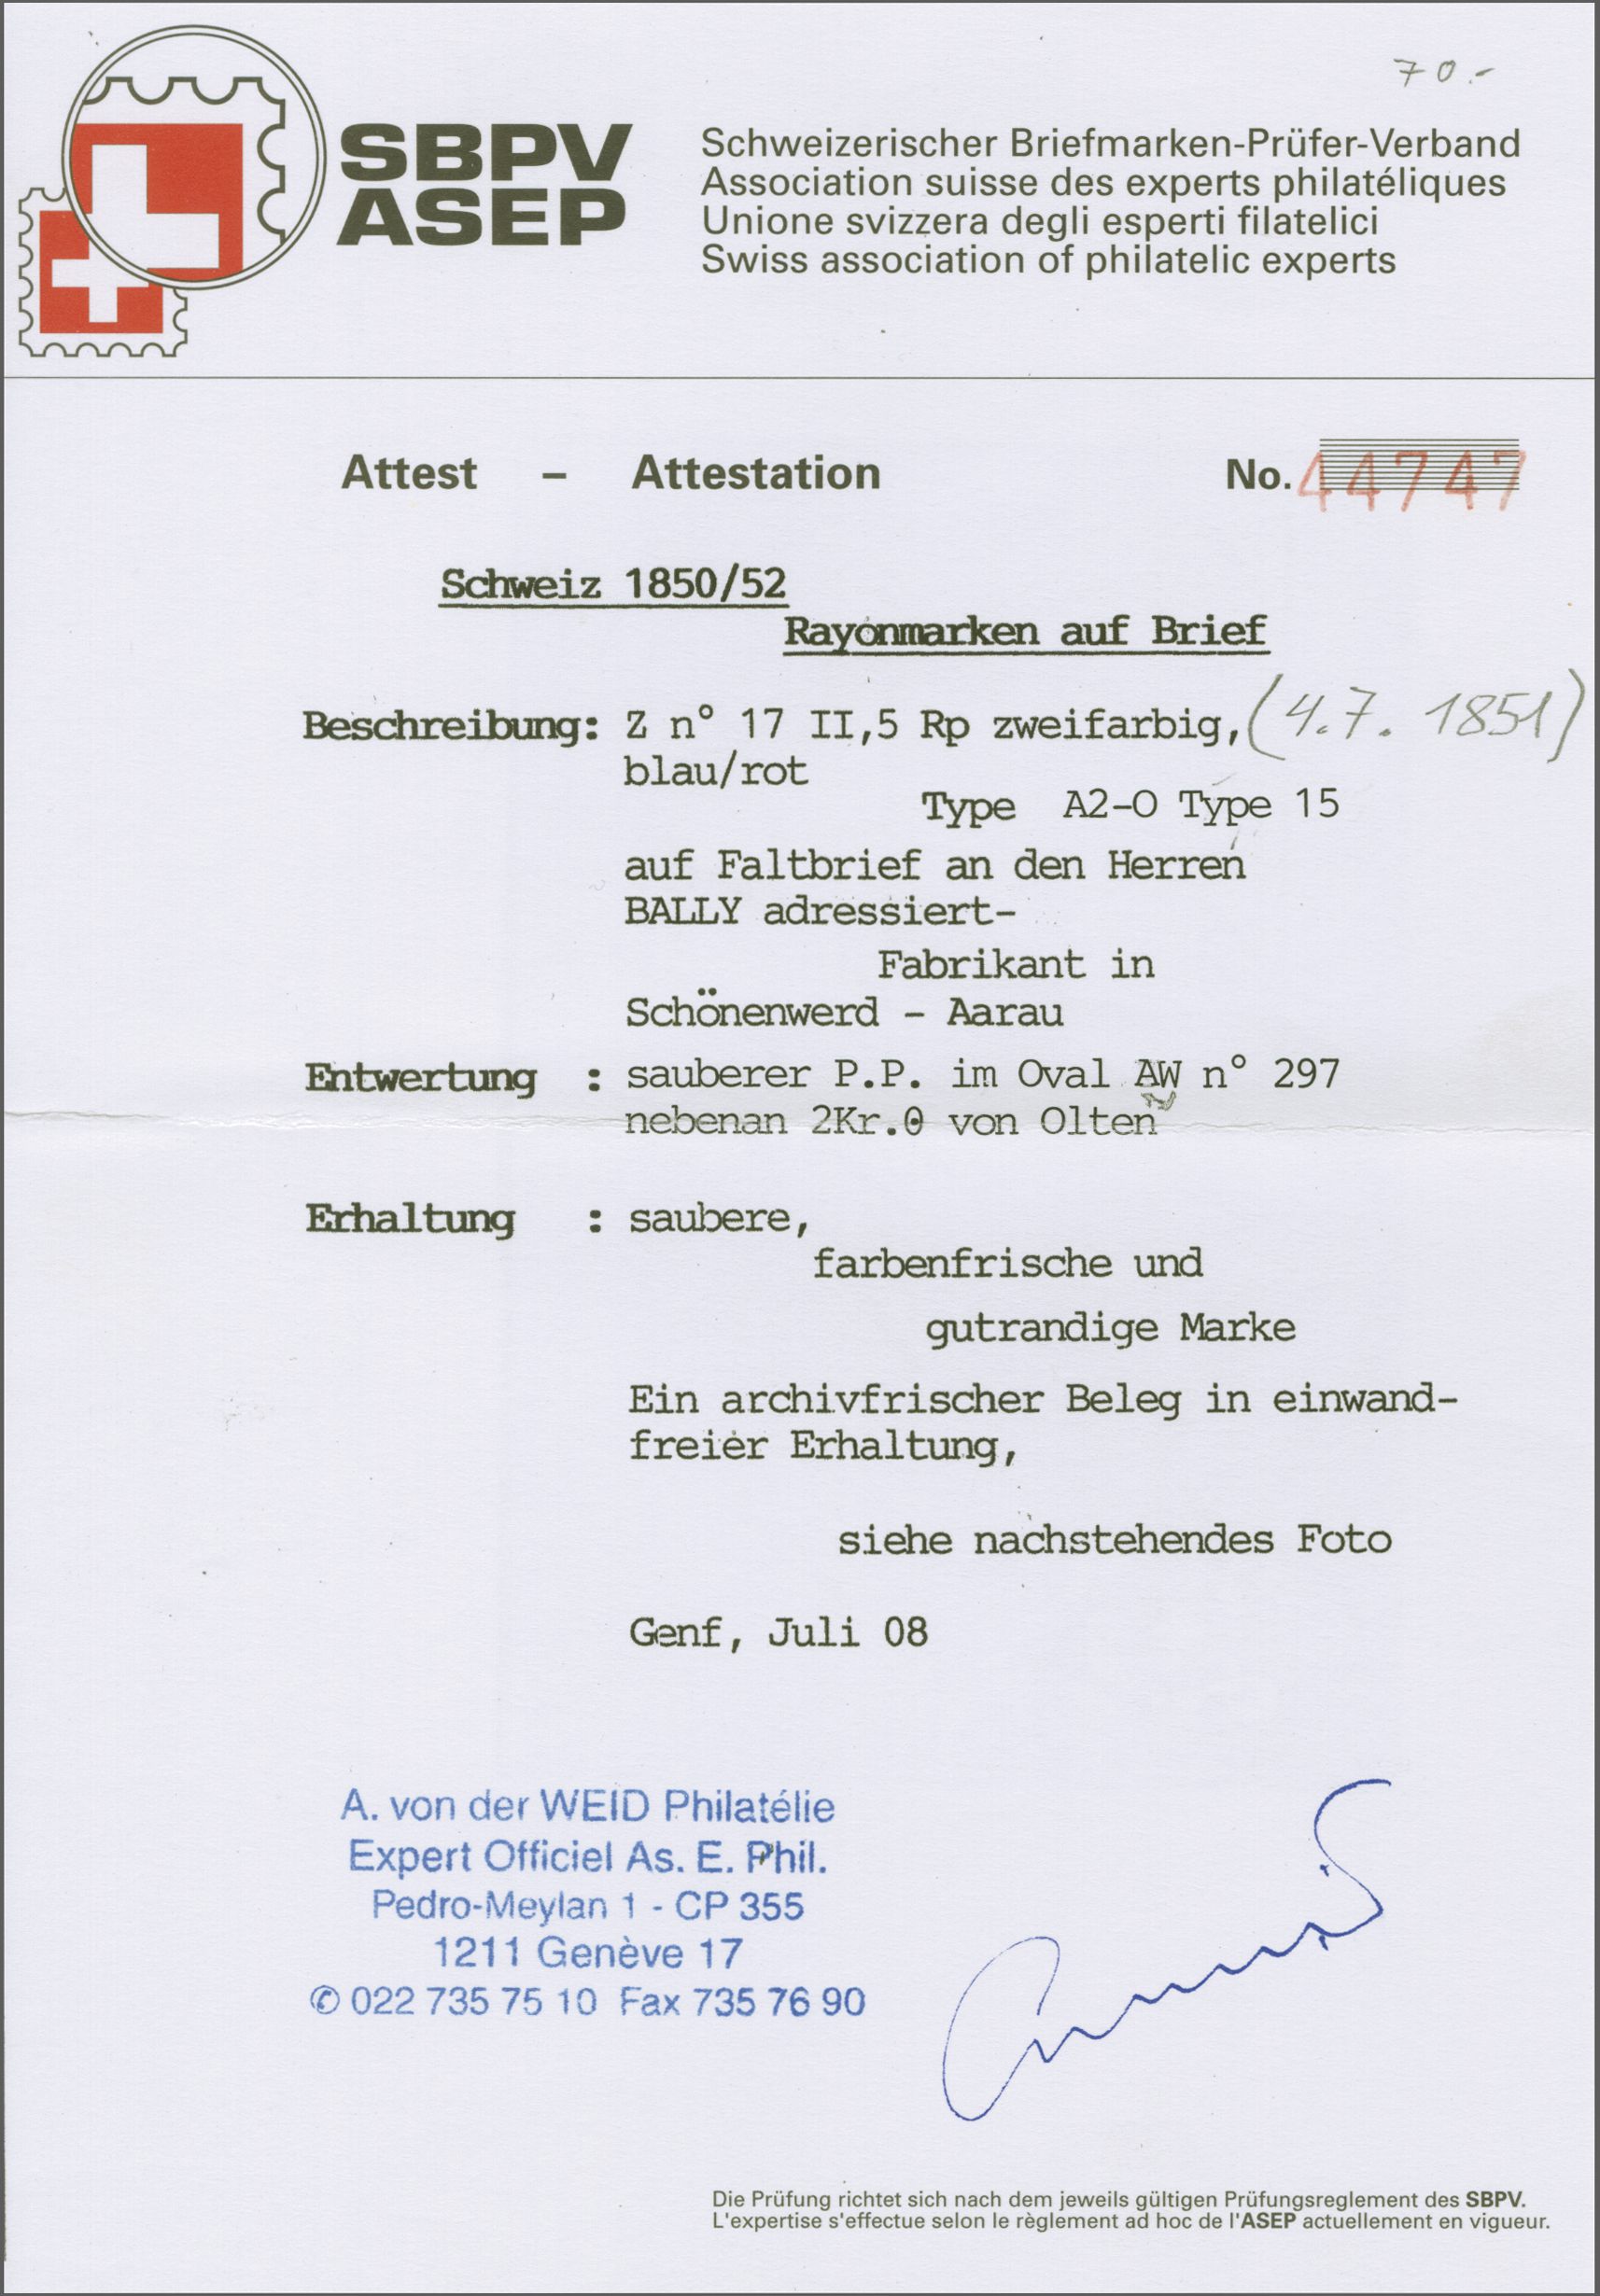 70.-
SBPV
ASEP
Schweizerischer Briefmarken-Prüfer-Verband
Association suisse des experts philatéliques
Unione svizzera degli esperti filatelici
Swiss association of philatelic experts
Attest – Attestation No. 44747
Schweiz 1850/52
Rayonmarken auf Brief
Beschreibung: Z n° 17 II,5 Rp zweifarbig, (4.7. 1851)
blau/rot
Type A2-O Type 15
auf Faltbrief an den Herren
BALLY adressiert-
Fabrikant in
Schönenwerd - Aarau
Entwertung : sauberer P.P. im Oval AW n° 297
nebenan 2Kr.0 von Olten
Erhaltung : saubere,
farbenfrische und
gutrandige Marke
Ein archivfrischer Beleg in einwand-
freier Erhaltung,
siehe nachstehendes Foto
Genf, Juli 08
A. von der WEID Philatélie
Expert Officiel As. E. Phil.
Pedro-Meylan 1 - CP 355
1211 Genève 17
✆ 022 735 75 10 Fax 735 76 90
Die Prüfung richtet sich nach dem jeweils gültigen Prüfungsreglement des SBPV.
L'expertise s'effectue selon le règlement ad hoc de l'ASEP actuellement en vigueur.